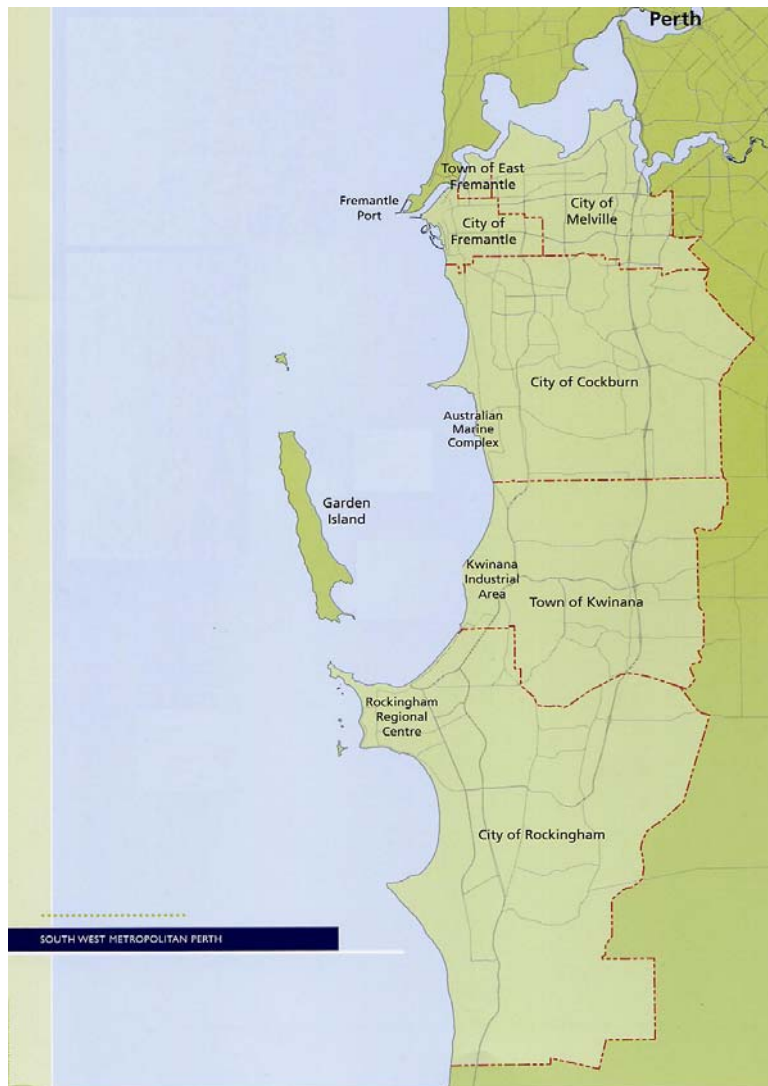 Perth
Town of East
Fremantle
Fremantle
Port
City of
Melville
City of
Fremantle
City of Cockburn
Australian
Marine
Complex
Garden
Island
Kwinana
Industrial
Area
Town of Kwinana
Rockingham
Regional
Centre
City of Rockingham
SOUTH WEST METROPOLITAN PERTH